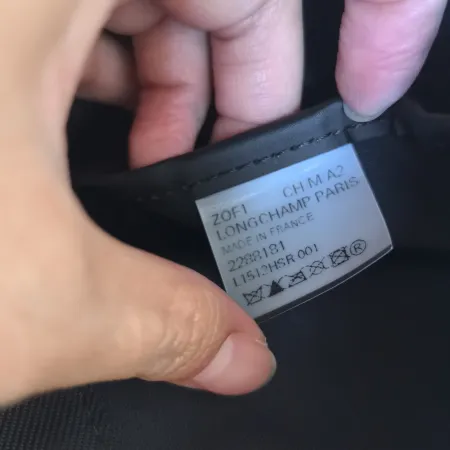 ZOF1 CH M A2
LONGCHAMP PARIS
MADE IN FRANCE
2288181
L1512HSR 001